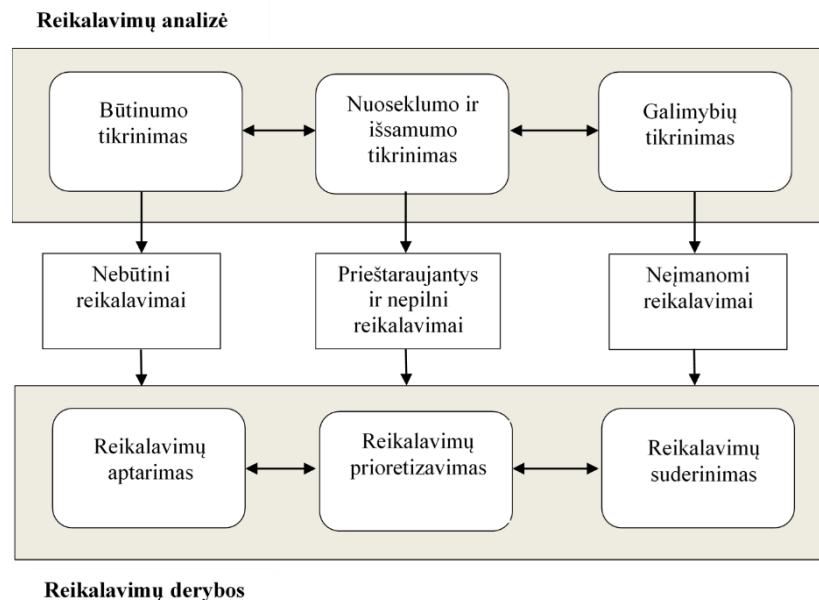 Reikalavimų analizė
Būtinumo
tikrinimas
Nuoseklumo ir
išsamumo
tikrinimas
Galimybių
tikrinimas
Nebūtini
reikalavimai
Prieštaraujantys
ir nepilni
reikalavimai
Neįmanomi
reikalavimai
Reikalavimų
aptarimas
Reikalavimų
prioretizavimas
Reikalavimų
suderinimas
Reikalavimų derybos